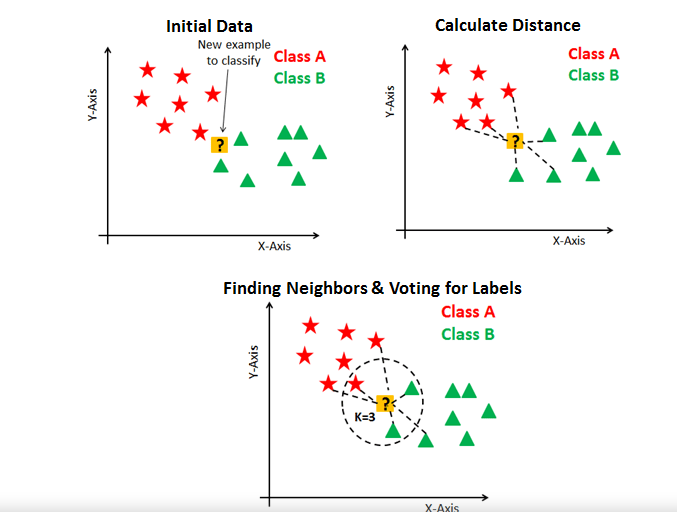 Initial Data
New example
to classify
Class A
Class B
Y-Axis
?
X-Axis
Calculate Distance
Class A
Class B
Y-Axis
?
X-Axis
Finding Neighbors & Voting for Labels
Class A
Class B
Y-Axis
?
K=3
X-Axis